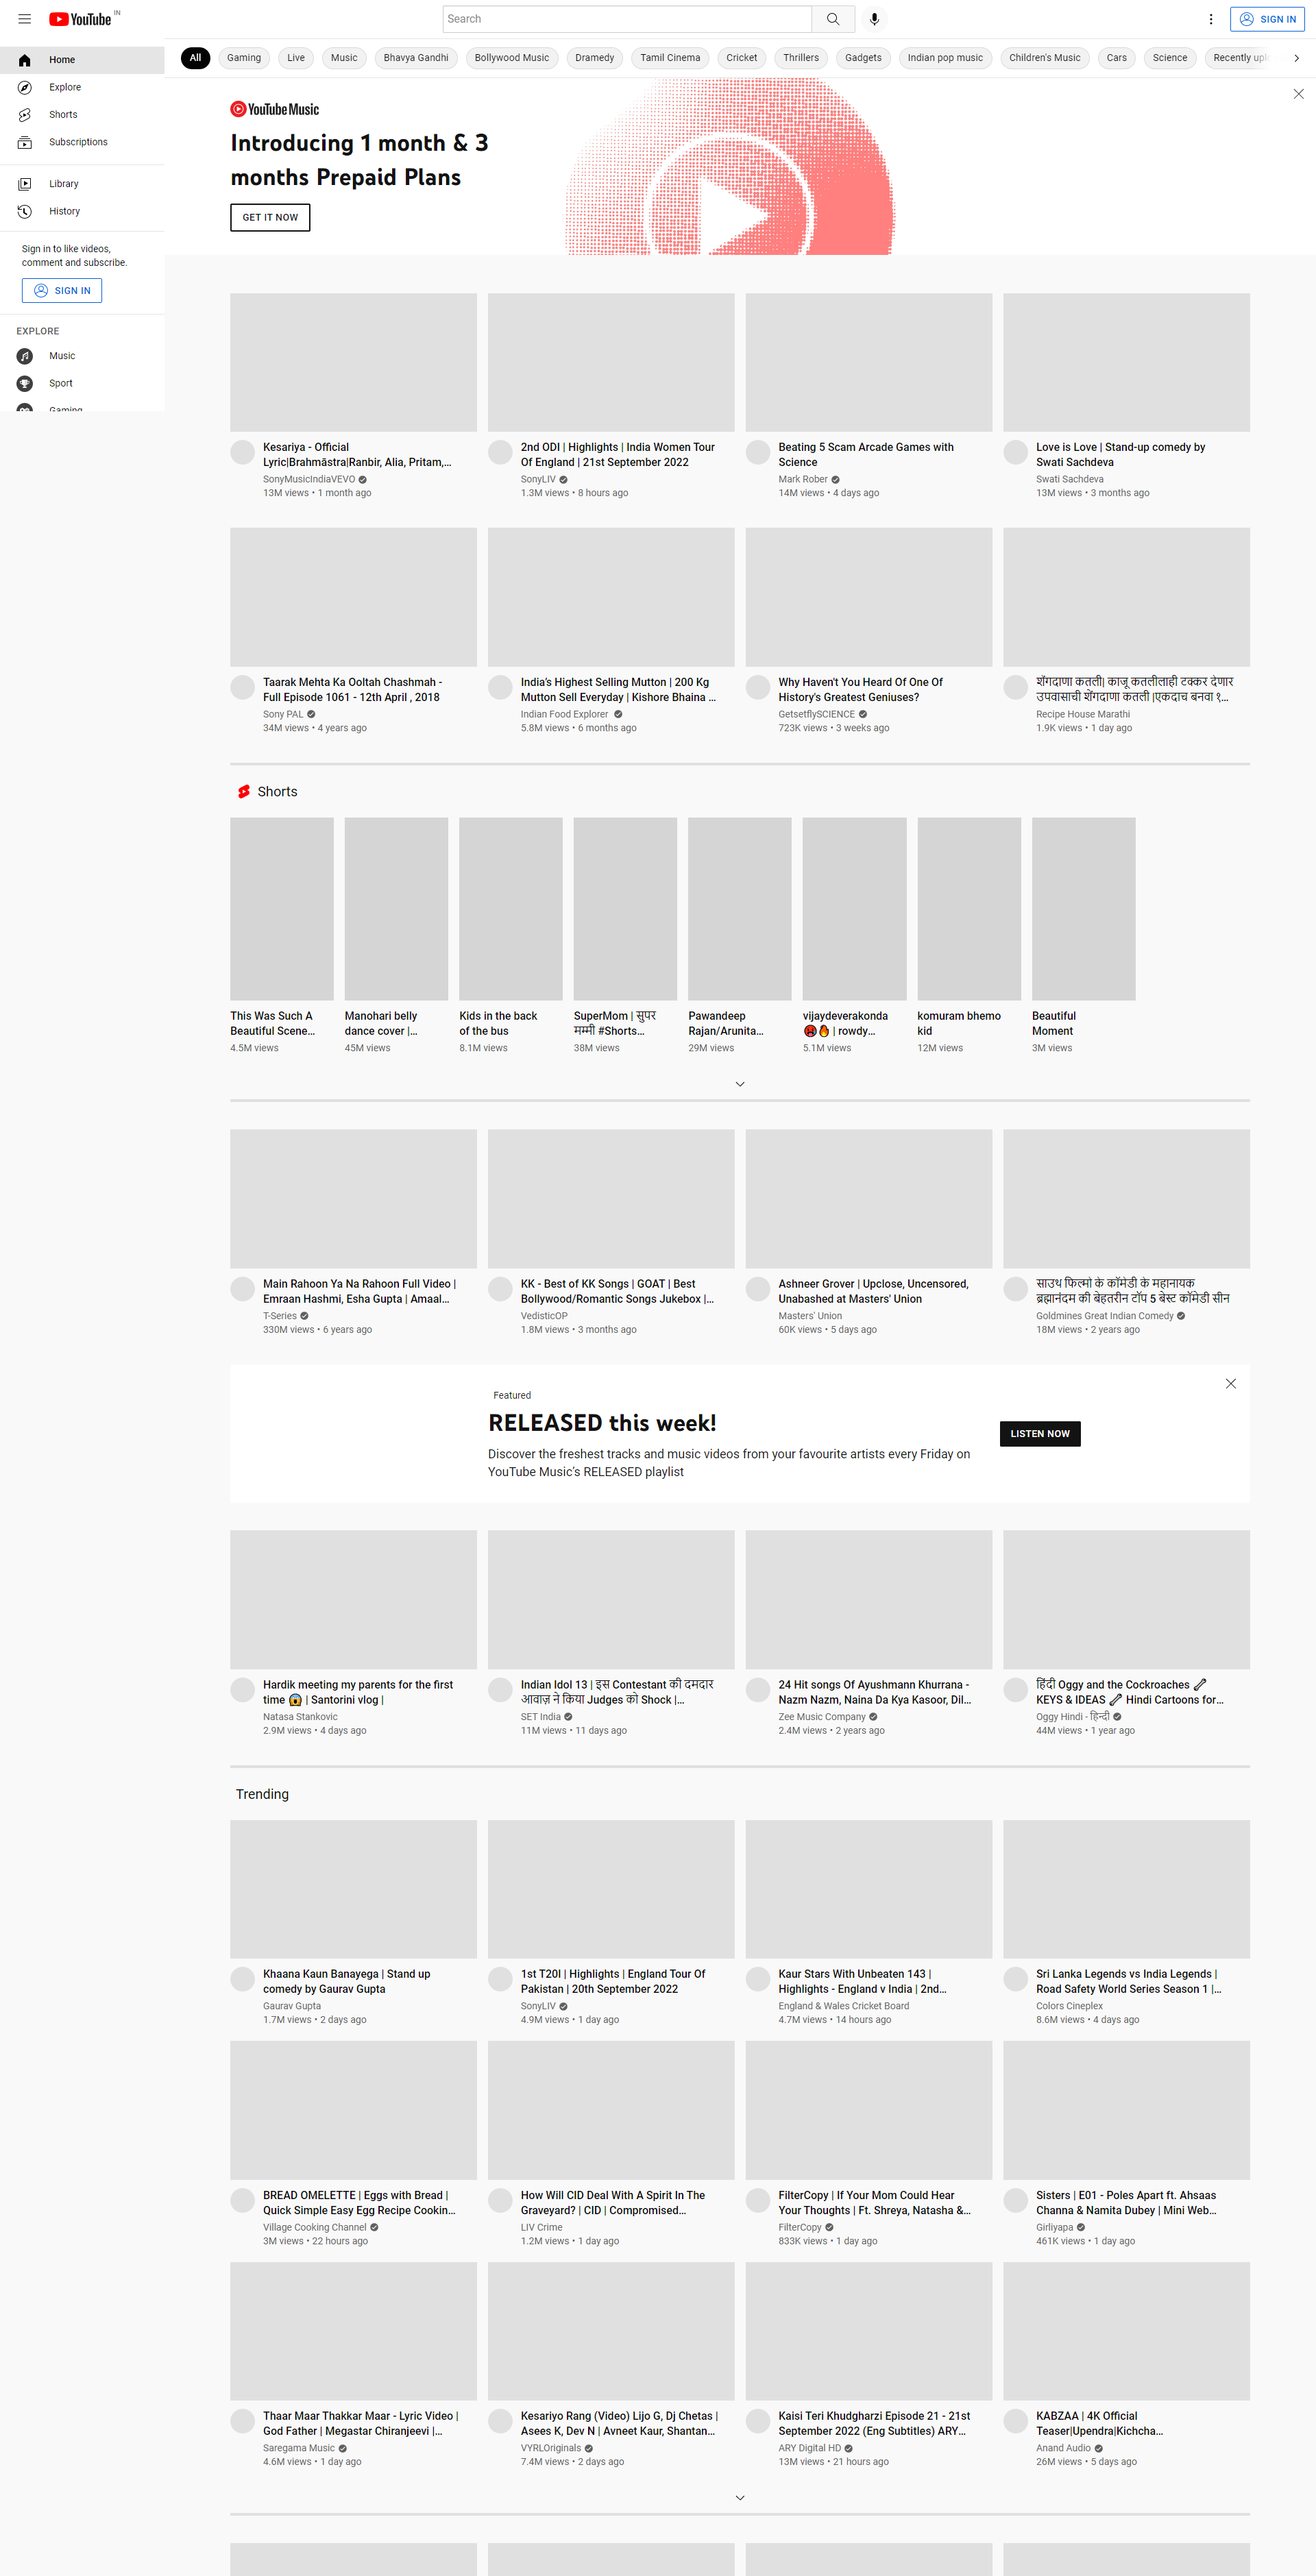 YouTube IN
Search
SIGN IN
Home
Explore
Shorts
Subscriptions
Library
History
Sign in to like videos,
comment and subscribe.
SIGN IN
EXPLORE
Music
Sport
Gaming
All Gaming Live Music Bhavya Gandhi Bollywood Music Dramedy Tamil Cinema Cricket Thrillers Gadgets Indian pop music Children's Music Cars Science Recently upl
YouTube Music
Introducing 1 month & 3
months Prepaid Plans
GET IT NOW
Kesariya - Official
Lyric|Brahmāstra|Ranbir, Alia, Pritam,...
SonyMusicIndiaVEVO
13M views • 1 month ago
2nd ODI | Highlights | India Women Tour
Of England | 21st September 2022
SonyLIV
1.3M views • 8 hours ago
Beating 5 Scam Arcade Games with
Science
Mark Rober
14M views • 4 days ago
Love is Love | Stand-up comedy by
Swati Sachdeva
Swati Sachdeva
13M views • 3 months ago
Taarak Mehta Ka Ooltah Chashmah -
Full Episode 1061 - 12th April , 2018
Sony PAL
34M views • 4 years ago
India's Highest Selling Mutton | 200 Kg
Mutton Sell Everyday | Kishore Bhaina ...
Indian Food Explorer
5.8M views • 6 months ago
Why Haven't You Heard Of One Of
History's Greatest Geniuses?
GetsetflySCIENCE
723K views • 3 weeks ago
शेंगदाणा कतली| काजू कतलीलाही टक्कर देणार
उपवासाची शेंगदाणा कतली |एकदाच बनवा १...
Recipe House Marathi
1.9K views • 1 day ago
Shorts
This Was Such A
Beautiful Scene...
4.5M views
Manohari belly
dance cover |...
45M views
Kids in the back
of the bus
8.1M views
SuperMom | सुपर
मम्मी #Shorts...
38M views
Pawandeep
Rajan/Arunita...
29M views
vijaydeverakonda
😡🔥 | rowdy...
5.1M views
komuram bhemo
kid
12M views
Beautiful
Moment
3M views
Main Rahoon Ya Na Rahoon Full Video |
Emraan Hashmi, Esha Gupta | Amaal...
T-Series
330M views • 6 years ago
KK - Best of KK Songs | GOAT | Best
Bollywood/Romantic Songs Jukebox |...
VedisticOP
1.8M views • 3 months ago
Ashneer Grover | Upclose, Uncensored,
Unabashed at Masters' Union
Masters' Union
60K views • 5 days ago
साउथ फिल्मों के कॉमेडी के महानायक
ब्रह्मानंदम की बेहतरीन टॉप 5 बेस्ट कॉमेडी सीन
Goldmines Great Indian Comedy
18M views • 2 years ago
Featured
RELEASED this week!
Discover the freshest tracks and music videos from your favourite artists every Friday on
YouTube Music's RELEASED playlist
LISTEN NOW
Hardik meeting my parents for the first
time 😱 | Santorini vlog |
Natasa Stankovic
2.9M views • 4 days ago
Indian Idol 13 | इस Contestant की दमदार
आवाज़ ने किया Judges को Shock |...
SET India
11M views • 11 days ago
24 Hit songs Of Ayushmann Khurrana -
Nazm Nazm, Naina Da Kya Kasoor, Dil...
Zee Music Company
2.4M views • 2 years ago
हिंदी Oggy and the Cockroaches 🗝
KEYS & IDEAS 🗝 Hindi Cartoons for...
Oggy Hindi - हिन्दी
44M views • 1 year ago
Trending
Khaana Kaun Banayega | Stand up
comedy by Gaurav Gupta
Gaurav Gupta
1.7M views • 2 days ago
1st T20I | Highlights | England Tour Of
Pakistan | 20th September 2022
SonyLIV
4.9M views • 1 day ago
Kaur Stars With Unbeaten 143 |
Highlights - England v India | 2nd...
England & Wales Cricket Board
4.7M views • 14 hours ago
Sri Lanka Legends vs India Legends |
Road Safety World Series Season 1 |...
Colors Cineplex
8.6M views • 4 days ago
BREAD OMELETTE | Eggs with Bread |
Quick Simple Easy Egg Recipe Cookin...
Village Cooking Channel
3M views • 22 hours ago
How Will CID Deal With A Spirit In The
Graveyard? | CID | Compromised...
LIV Crime
1.2M views • 1 day ago
FilterCopy | If Your Mom Could Hear
Your Thoughts | Ft. Shreya, Natasha &...
FilterCopy
833K views • 1 day ago
Sisters | E01 - Poles Apart ft. Ahsaas
Channa & Namita Dubey | Mini Web...
Girliyapa
461K views • 1 day ago
Thaar Maar Thakkar Maar - Lyric Video |
God Father | Megastar Chiranjeevi |...
Saregama Music
4.6M views • 1 day ago
Kesariyo Rang (Video) Lijo G, Dj Chetas |
Asees K, Dev N | Avneet Kaur, Shantan...
VYRLOriginals
7.4M views • 2 days ago
Kaisi Teri Khudgharzi Episode 21 - 21st
September 2022 (Eng Subtitles) ARY...
ARY Digital HD
13M views • 21 hours ago
KABZAA | 4K Official
Teaser|Upendra|Kichcha...
Anand Audio
26M views • 5 days ago